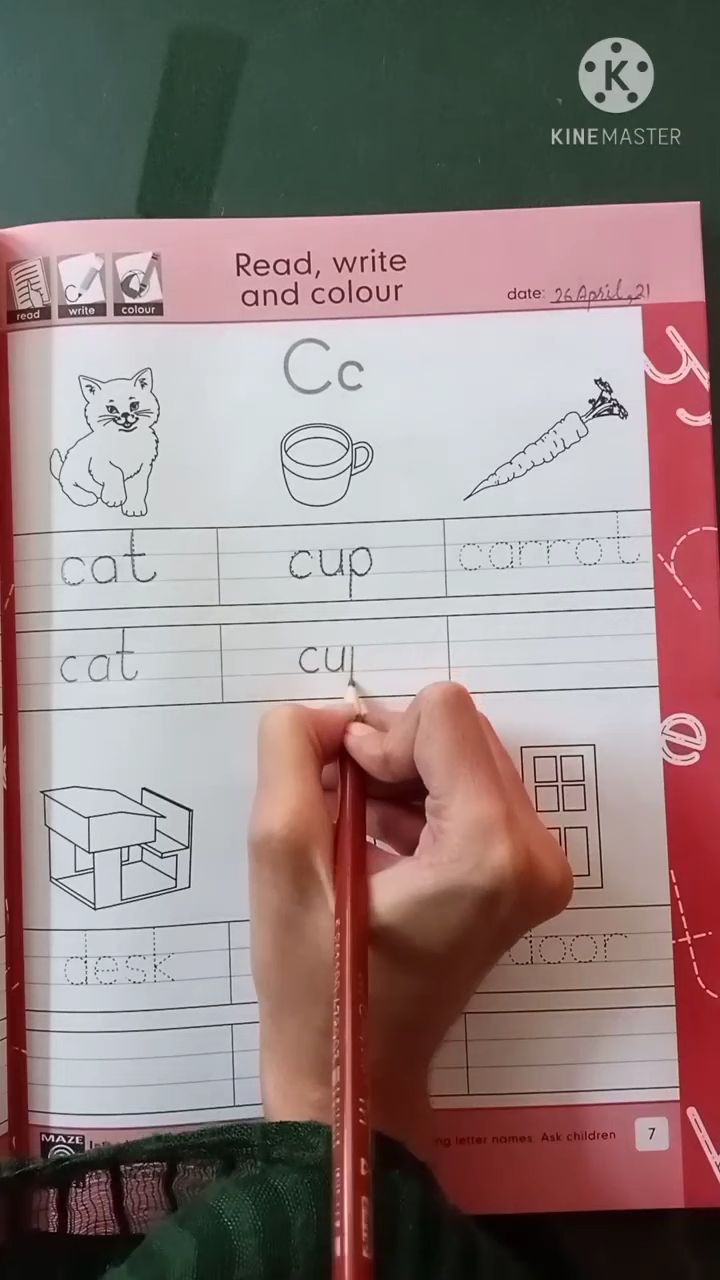 K
KINEMASTER
Read, write
and colour
date: 26 April, 21
read write colour
Cc
cat cup carrot
cat cu
desk door
MAZE
ng letter names. Ask children 7